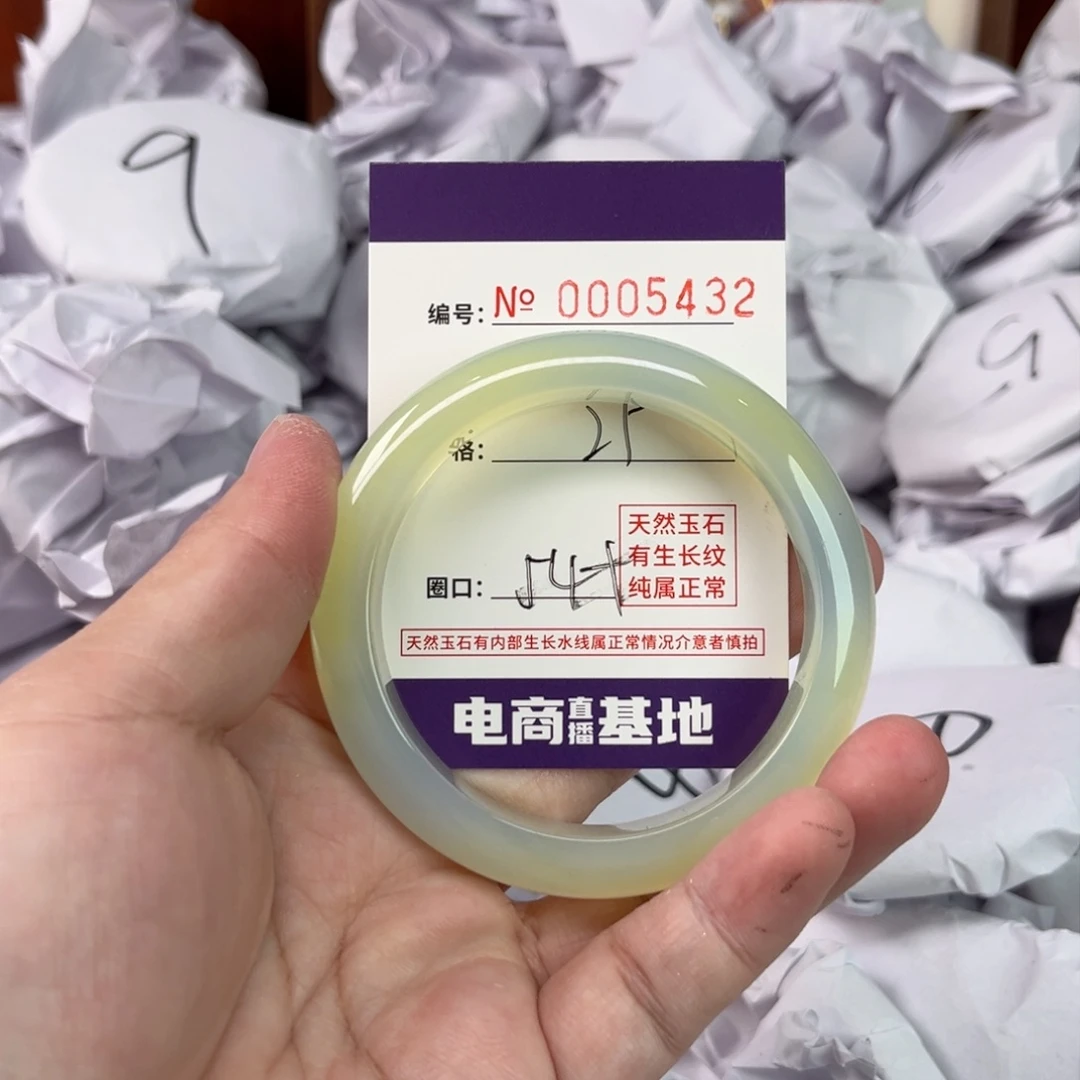 9
编号: № 0005432
格:
9
天然玉石
有生长纹
圈口: 54+
纯属正常
天然玉石有内部生长水线属正常情况介意者慎拍
电商直播基地